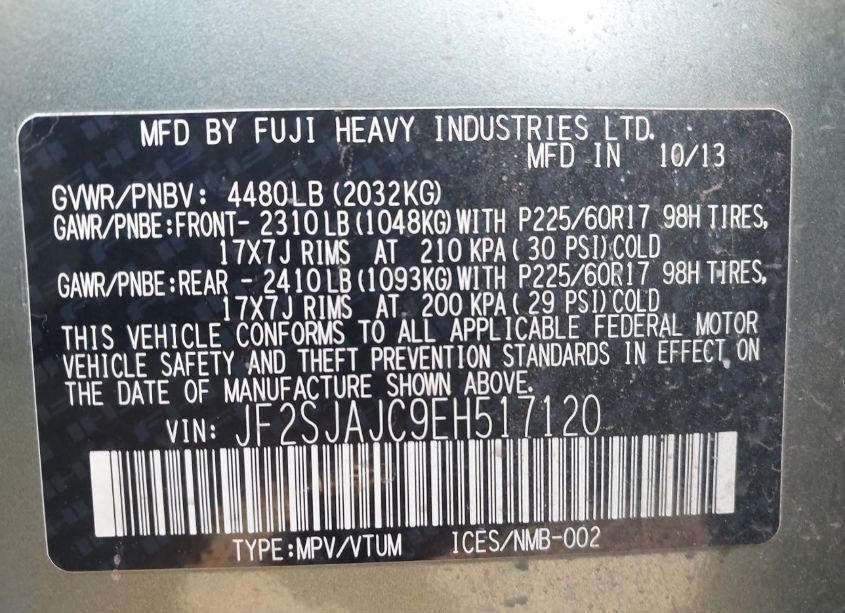 MFD BY FUJI HEAVY INDUSTRIES LTD.
MFD IN 10/13
GVWR/PNBV: 4480LB (2032KG)
GAWR/PNBE:FRONT- 2310LB (1048KG) WITH P225/60R17 98H TIRES,
17X7J RIMS AT 210 KPA ( 30 PSI) COLD
GAWR/PNBE:REAR - 2410LB (1093KG) WITH P225/60R17 98H TIRES,
17X7J RIMS AT 200 KPA ( 29 PSI) COLD
THIS VEHICLE CONFORMS TO ALL APPLICABLE FEDERAL MOTOR
VEHICLE SAFETY AND THEFT PREVENTION STANDARDS IN EFFECT ON
THE DATE OF MANUFACTURE SHOWN ABOVE.
VIN: JF2SJAJC9EH517120
TYPE:MPV/VTUM ICES/NMB-002